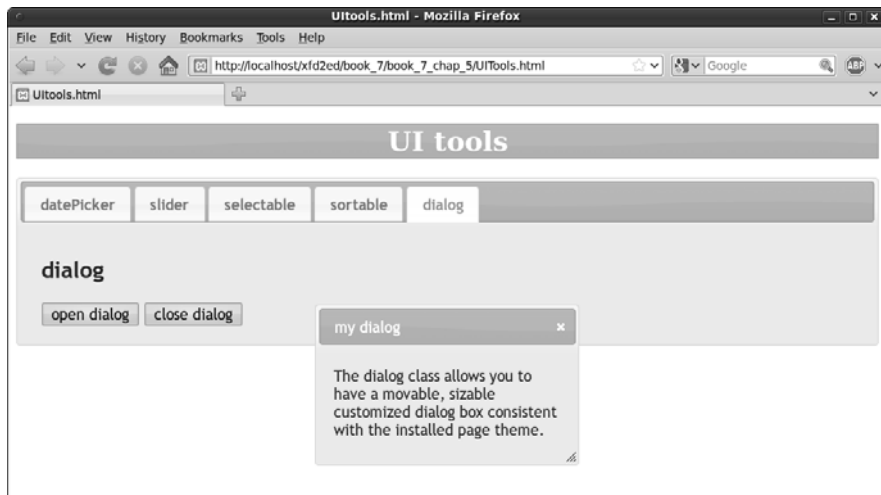 UItools.html - Mozilla Firefox
File Edit View History Bookmarks Tools Help
http://localhost/xfd2ed/book_7/book_7_chap_5/UITools.html
Google
ABP
UItools.html
UI tools
datePicker slider selectable sortable dialog
dialog
open dialog close dialog
my dialog
The dialog class allows you to
have a movable, sizable
customized dialog box consistent
with the installed page theme.